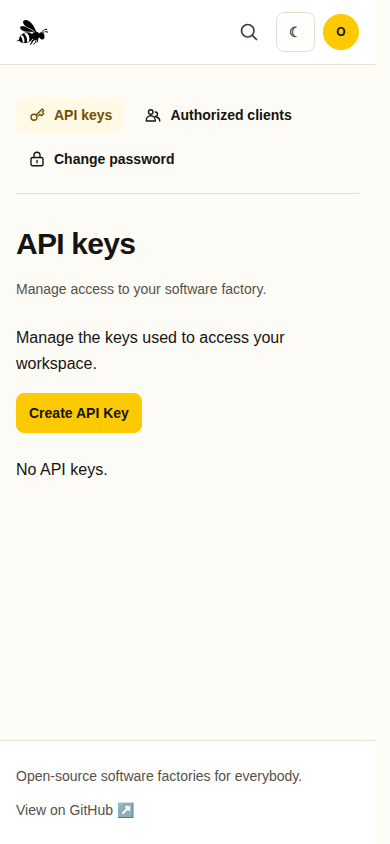 O
API keys
Authorized clients
Change password
API keys
Manage access to your software factory.
Manage the keys used to access your
workspace.
Create API Key
No API keys.
Open-source software factories for everybody.
View on GitHub ↗️